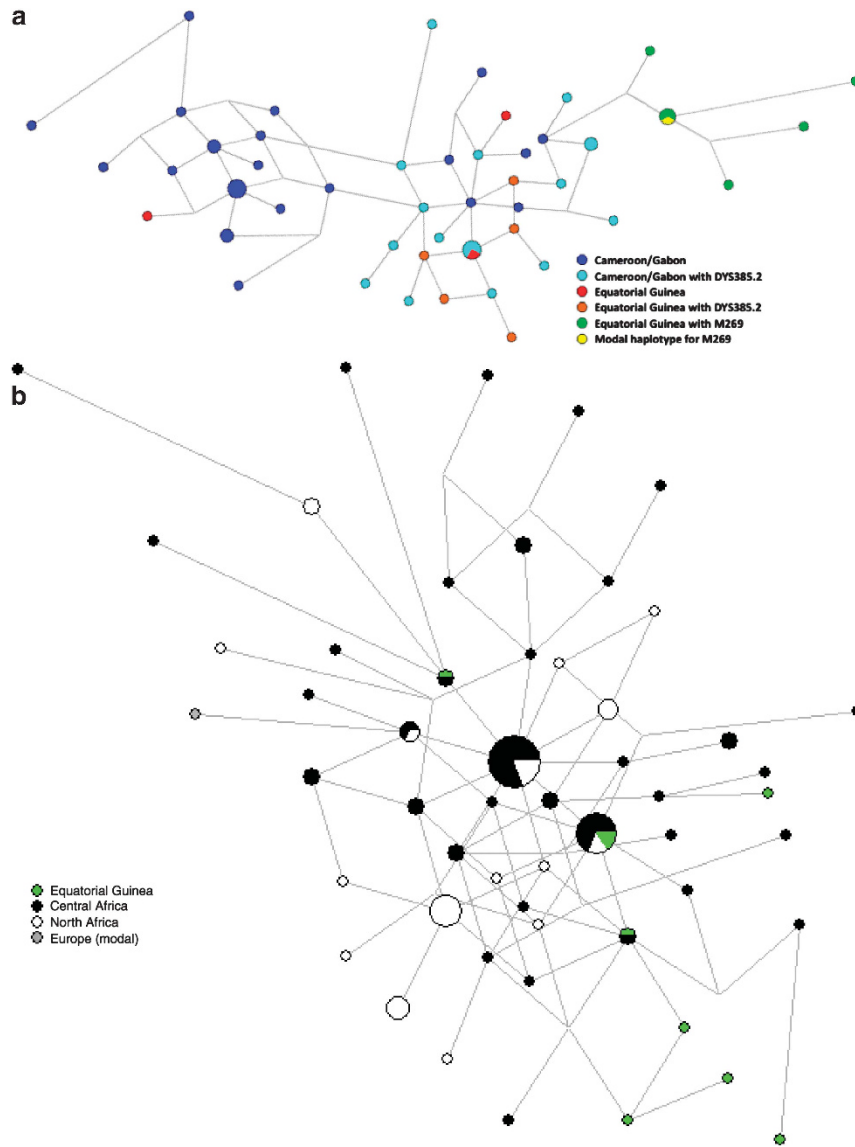 a
Cameroon/Gabon
Cameroon/Gabon with DYS385.2
Equatorial Guinea
Equatorial Guinea with DYS385.2
Equatorial Guinea with M269
Modal haplotype for M269
b
Equatorial Guinea
Central Africa
North Africa
Europe (modal)